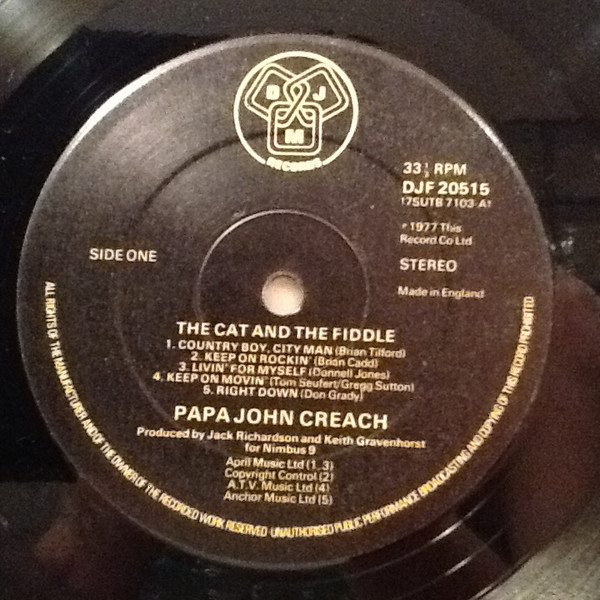 D J
M
RECORDS
33⅓ RPM
DJF 20515
(7SUTB 7103-A)
℗ 1977 This
Record Co Ltd
SIDE ONE
STEREO
Made in England
THE CAT AND THE FIDDLE
1. COUNTRY BOY, CITY MAN (Brian Tilford)
2. KEEP ON ROCKIN' (Brian Cadd)
3. LIVIN' FOR MYSELF (Donnell Jones)
4. KEEP ON MOVIN' (Tom Seufert/Gregg Sutton)
5. RIGHT DOWN (Don Grady)
PAPA JOHN CREACH
Produced by Jack Richardson and Keith Gravenhorst
for Nimbus 9
April Music Ltd (1, 3)
Copyright Control (2)
A.T.V. Music Ltd (4)
Anchor Music Ltd (5)
ALL RIGHTS OF THE MANUFACTURER AND OF THE OWNER OF THE RECORDED WORK RESERVED · UNAUTHORISED PUBLIC PERFORMANCE BROADCASTING AND COPYING OF THIS RECORD PROHIBITED